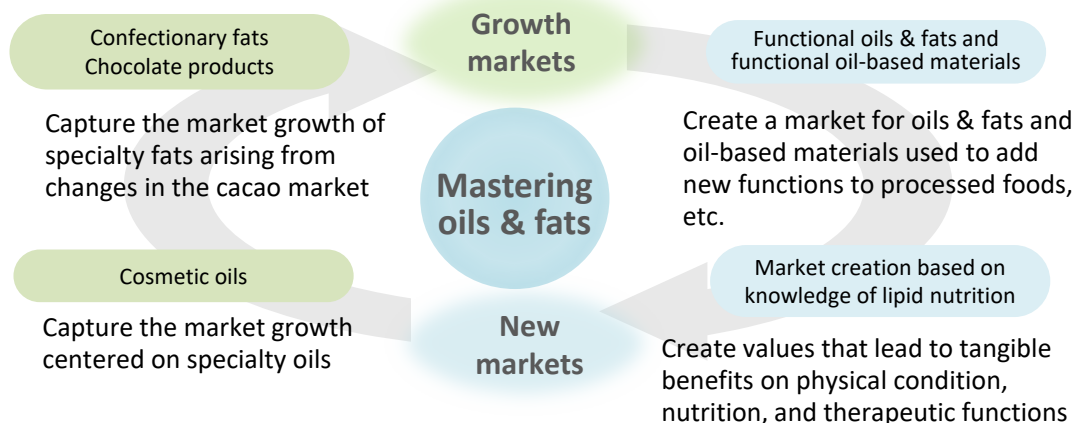 Growth
markets
Confectionary fats
Chocolate products
Capture the market growth of
specialty fats arising from
changes in the cacao market
Functional oils & fats and
functional oil-based materials
Create a market for oils & fats and
oil-based materials used to add
new functions to processed foods,
etc.
Mastering
oils & fats
Cosmetic oils
Capture the market growth
centered on specialty oils
Market creation based on
knowledge of lipid nutrition
Create values that lead to tangible
benefits on physical condition,
nutrition, and therapeutic functions
New
markets